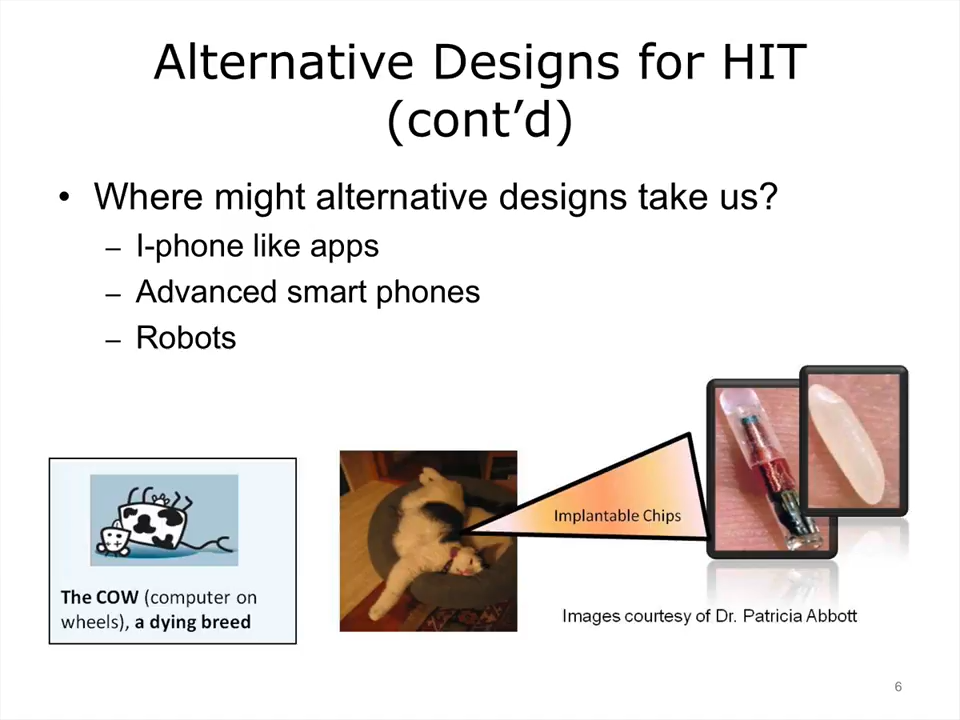 Alternative Designs for HIT
(cont’d)
• Where might alternative designs take us?
– I-phone like apps
– Advanced smart phones
– Robots
Implantable Chips
The COW (computer on
wheels), a dying breed
Images courtesy of Dr. Patricia Abbott
6